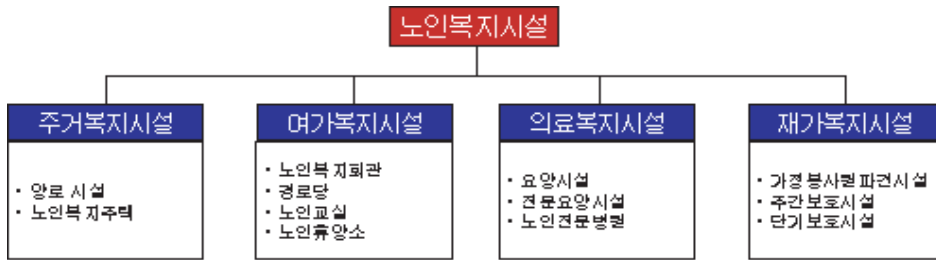 노인복지시설
주거복지시설
· 양로 시설
· 노인복지주택
여가복지시설
· 노인복지회관
· 경로당
· 노인교실
· 노인휴양소
의료복지시설
· 요양시설
· 전문요양시설
· 노인전문병원
재가복지시설
· 가정봉사원파견시설
· 주간보호시설
· 단기보호시설